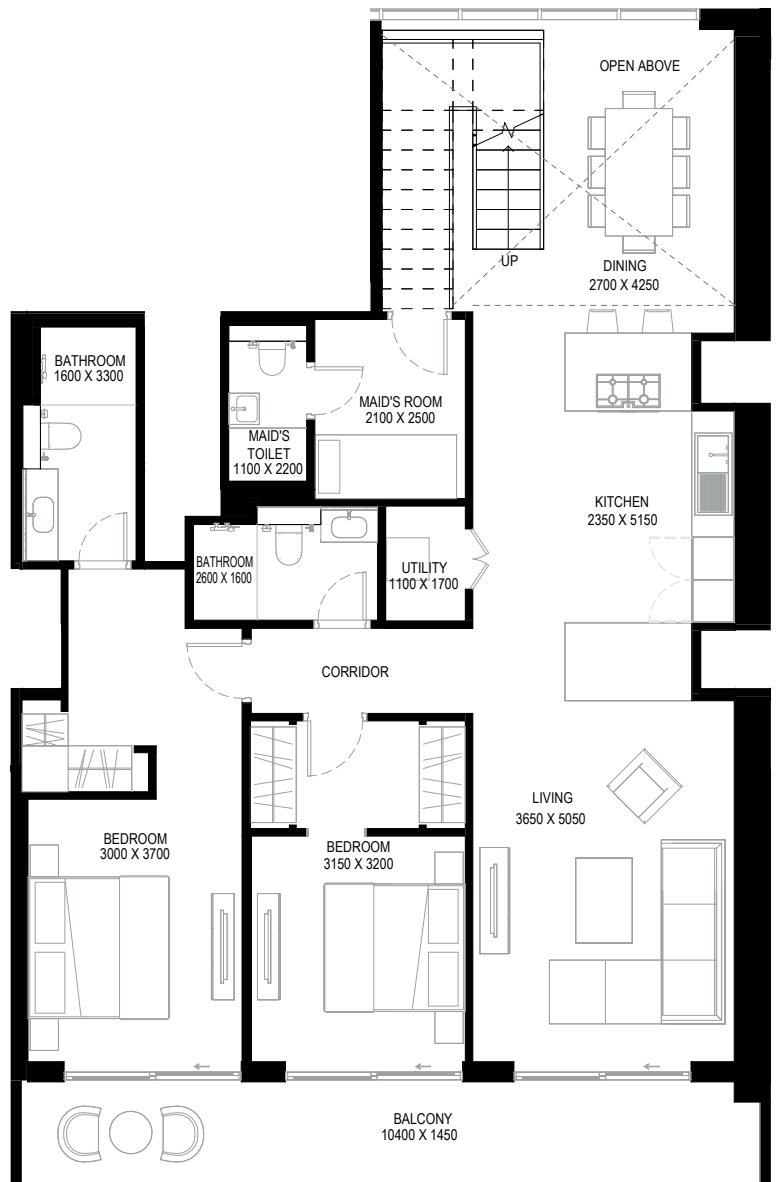 OPEN ABOVE
UP
DINING
2700 X 4250
BATHROOM
1600 X 3300
MAID'S ROOM
2100 X 2500
MAID'S
TOILET
1100 X 2200
KITCHEN
2350 X 5150
BATHROOM
2600 X 1600
UTILITY
1100 X 1700
CORRIDOR
LIVING
3650 X 5050
BEDROOM
3000 X 3700
BEDROOM
3150 X 3200
BALCONY
10400 X 1450